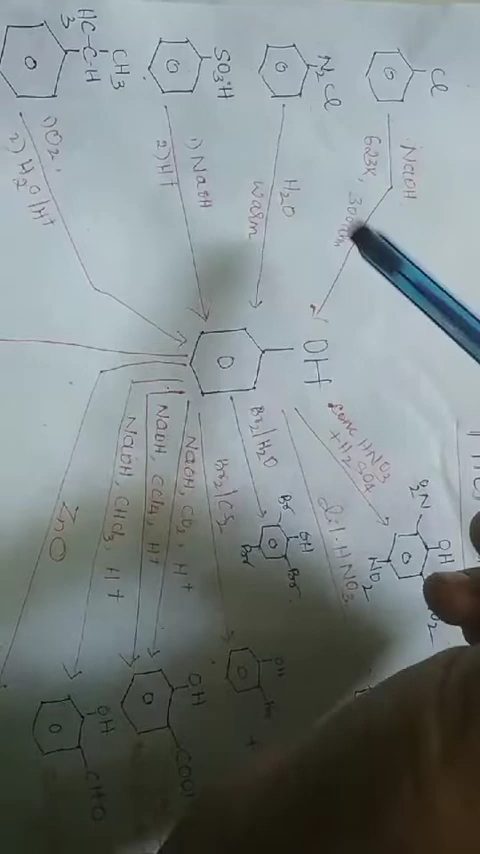 Cl
NaOH
623K, 300atm
N2Cl
H2O
warm
SO3H
1) NaOH
2) H+
H3C-C-H
CH3
1) O2
2) H2O/H+
OH
conc HNO3
+ H2SO4
O2N
OH
NO2
dil. HNO3
Br2/H2O
Br
OH
Br
Br
Br2/CS2
OH
Br
+
NaOH, CO2, H+
NaOH, CCl4, H+
OH
NaOH, CHCl3, H+
OH
CHO
ZnO